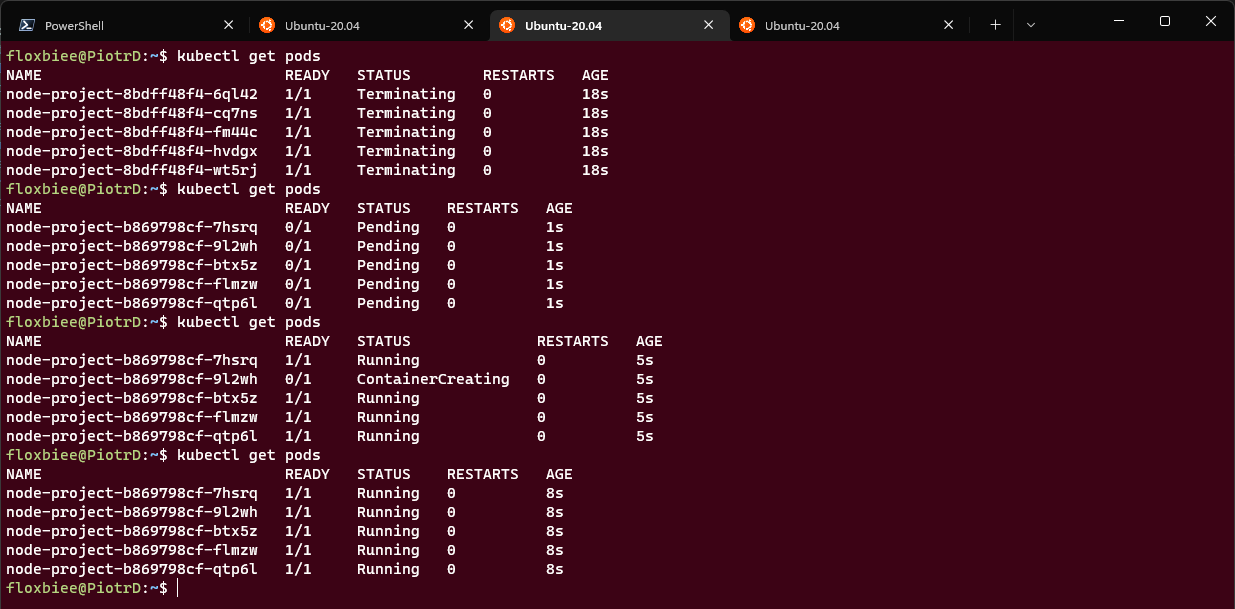 PowerShell
Ubuntu-20.04
Ubuntu-20.04
Ubuntu-20.04
floxbiee@PiotrD:~$ kubectl get pods
NAME READY STATUS RESTARTS AGE
node-project-8bdff48f4-6ql42 1/1 Terminating 0 18s
node-project-8bdff48f4-cq7ns 1/1 Terminating 0 18s
node-project-8bdff48f4-fm44c 1/1 Terminating 0 18s
node-project-8bdff48f4-hvdgx 1/1 Terminating 0 18s
node-project-8bdff48f4-wt5rj 1/1 Terminating 0 18s
floxbiee@PiotrD:~$ kubectl get pods
NAME READY STATUS RESTARTS AGE
node-project-b869798cf-7hsrq 0/1 Pending 0 1s
node-project-b869798cf-9l2wh 0/1 Pending 0 1s
node-project-b869798cf-btx5z 0/1 Pending 0 1s
node-project-b869798cf-flmzw 0/1 Pending 0 1s
node-project-b869798cf-qtp6l 0/1 Pending 0 1s
floxbiee@PiotrD:~$ kubectl get pods
NAME READY STATUS RESTARTS AGE
node-project-b869798cf-7hsrq 1/1 Running 0 5s
node-project-b869798cf-9l2wh 0/1 ContainerCreating 0 5s
node-project-b869798cf-btx5z 1/1 Running 0 5s
node-project-b869798cf-flmzw 1/1 Running 0 5s
node-project-b869798cf-qtp6l 1/1 Running 0 5s
floxbiee@PiotrD:~$ kubectl get pods
NAME READY STATUS RESTARTS AGE
node-project-b869798cf-7hsrq 1/1 Running 0 8s
node-project-b869798cf-9l2wh 1/1 Running 0 8s
node-project-b869798cf-btx5z 1/1 Running 0 8s
node-project-b869798cf-flmzw 1/1 Running 0 8s
node-project-b869798cf-qtp6l 1/1 Running 0 8s
floxbiee@PiotrD:~$